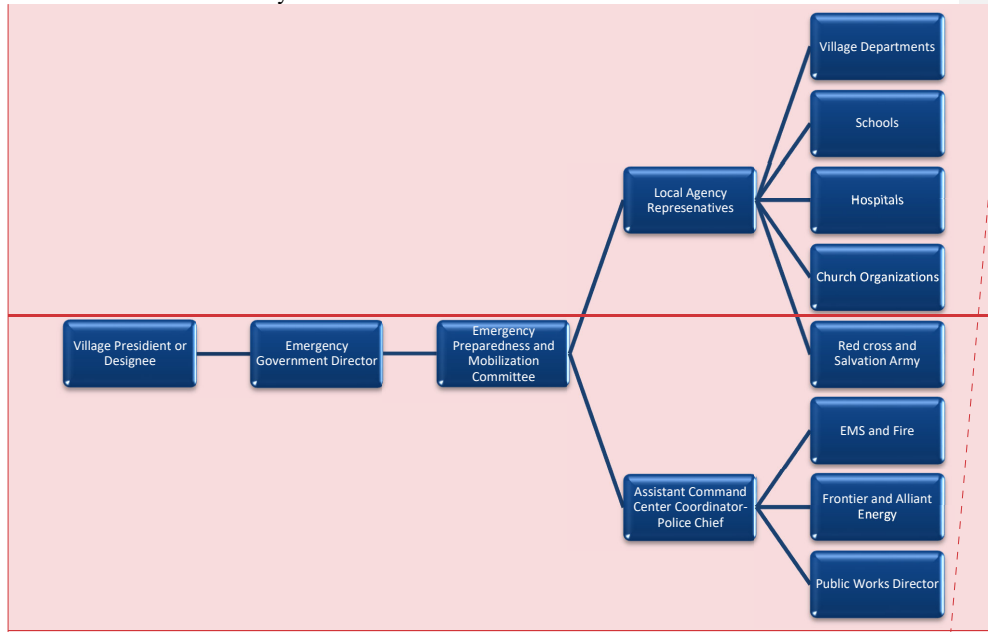 Village Departments
Schools
Local Agency
Represenatives
Hospitals
Church Organizations
Village Presidient or
Designee
Emergency
Government Director
Emergency
Preparedness and
Mobilization
Committee
Red cross and
Salvation Army
EMS and Fire
Assistant Command
Center Coordinator-
Police Chief
Frontier and Alliant
Energy
Public Works Director